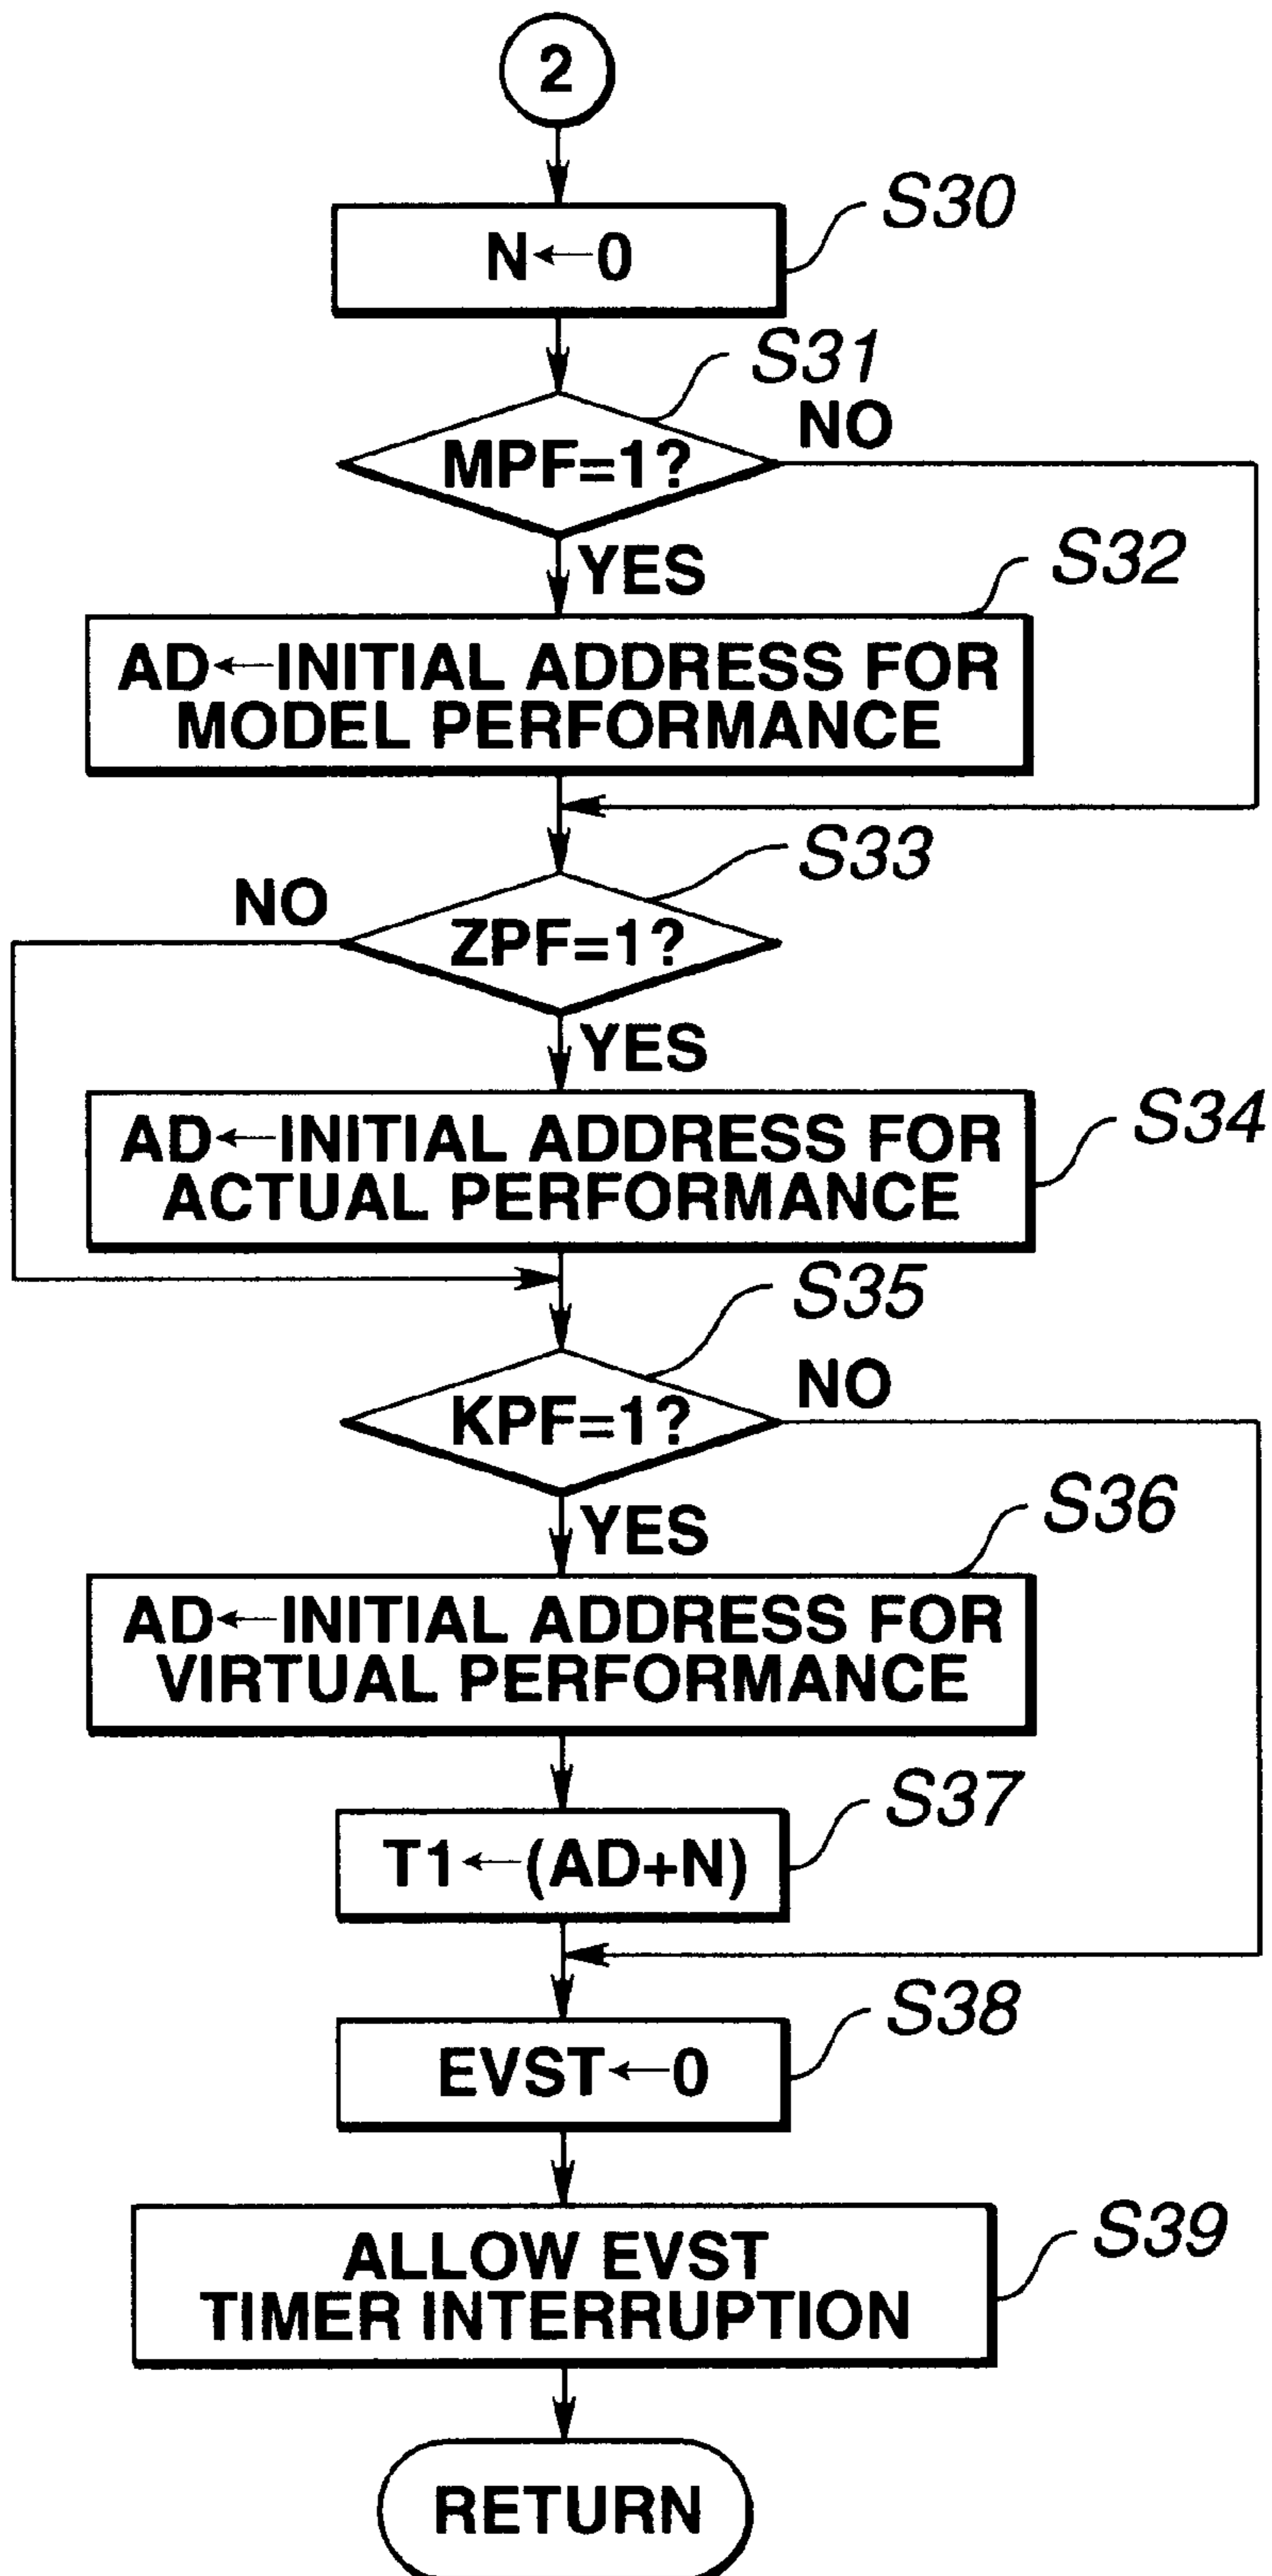 2
S30
N←0
S31
MPF=1?
NO
YES
S32
AD←INITIAL ADDRESS FOR
MODEL PERFORMANCE
S33
NO
ZPF=1?
YES
S34
AD←INITIAL ADDRESS FOR
ACTUAL PERFORMANCE
S35
KPF=1?
NO
YES
S36
AD←INITIAL ADDRESS FOR
VIRTUAL PERFORMANCE
S37
T1←(AD+N)
S38
EVST←0
S39
ALLOW EVST
TIMER INTERRUPTION
RETURN